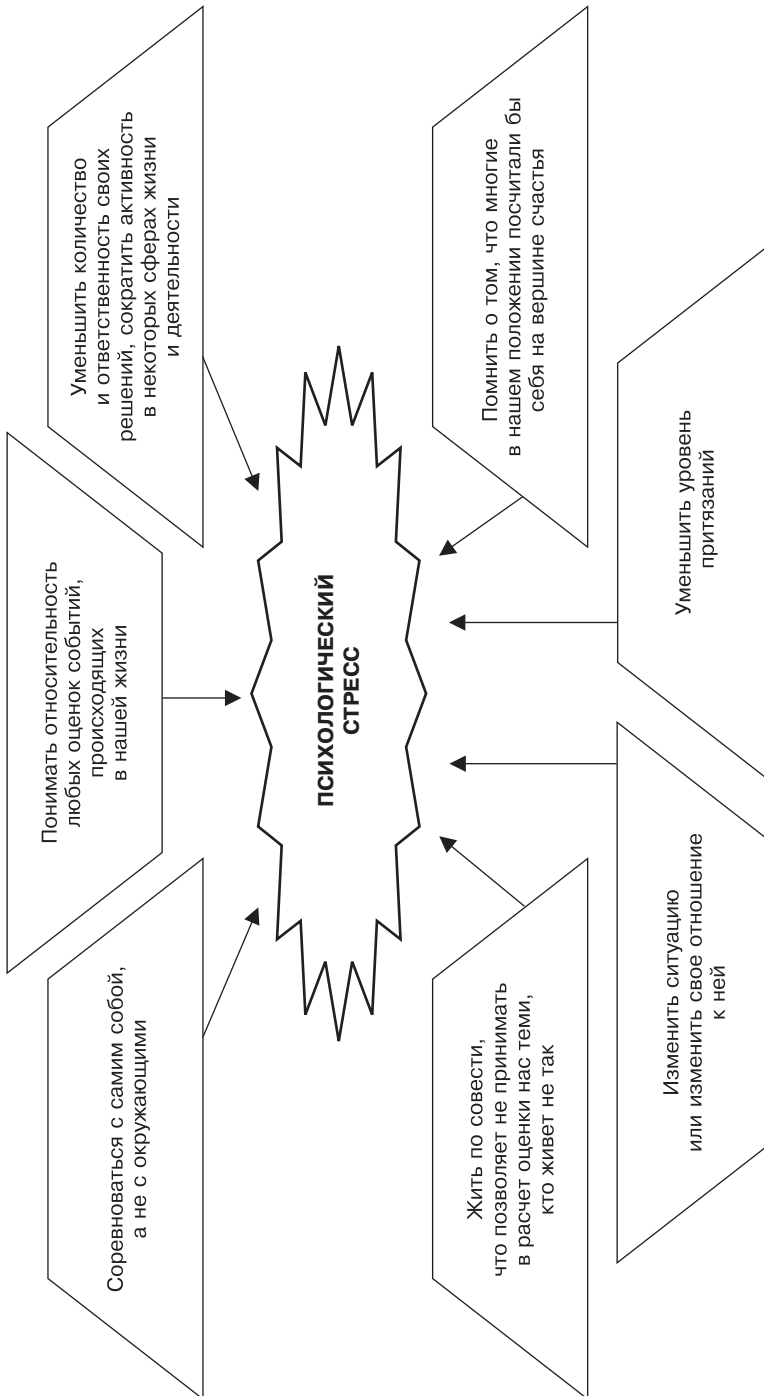 Соревноваться с самим собой,
а не с окружающими
Понимать относительность
любых оценок событий,
происходящих
в нашей жизни
Уменьшить количество
и ответственность своих
решений, сократить активность
в некоторых сферах жизни
и деятельности
ПСИХОЛОГИЧЕСКИЙ
СТРЕСС
Жить по совести,
что позволяет не принимать
в расчет оценки нас теми,
кто живет не так
Помнить о том, что многие
в нашем положении посчитали бы
себя на вершине счастья
Изменить ситуацию
или изменить свое отношение
к ней
Уменьшить уровень
притязаний